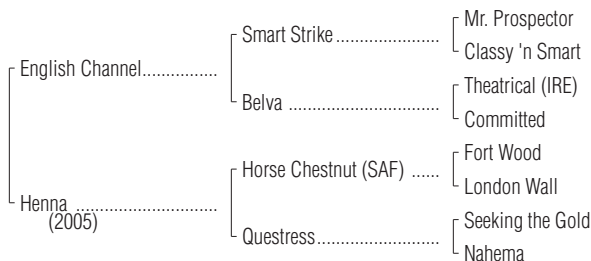 Mr. Prospector
Smart Strike .......................
Classy 'n Smart
English Channel................
Theatrical (IRE)
Belva .................................
Committed
Fort Wood
Horse Chestnut (SAF) ......
London Wall
Henna ..............................
(2005)
Seeking the Gold
Questress...........................
Nahema